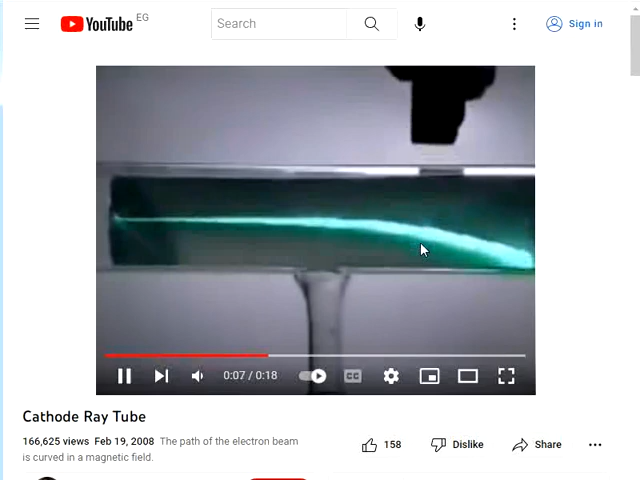 YouTube EG
Search
Sign in
0:07 / 0:18
CC
Cathode Ray Tube
166,625 views Feb 19, 2008 The path of the electron beam
is curved in a magnetic field.
158
Dislike
Share